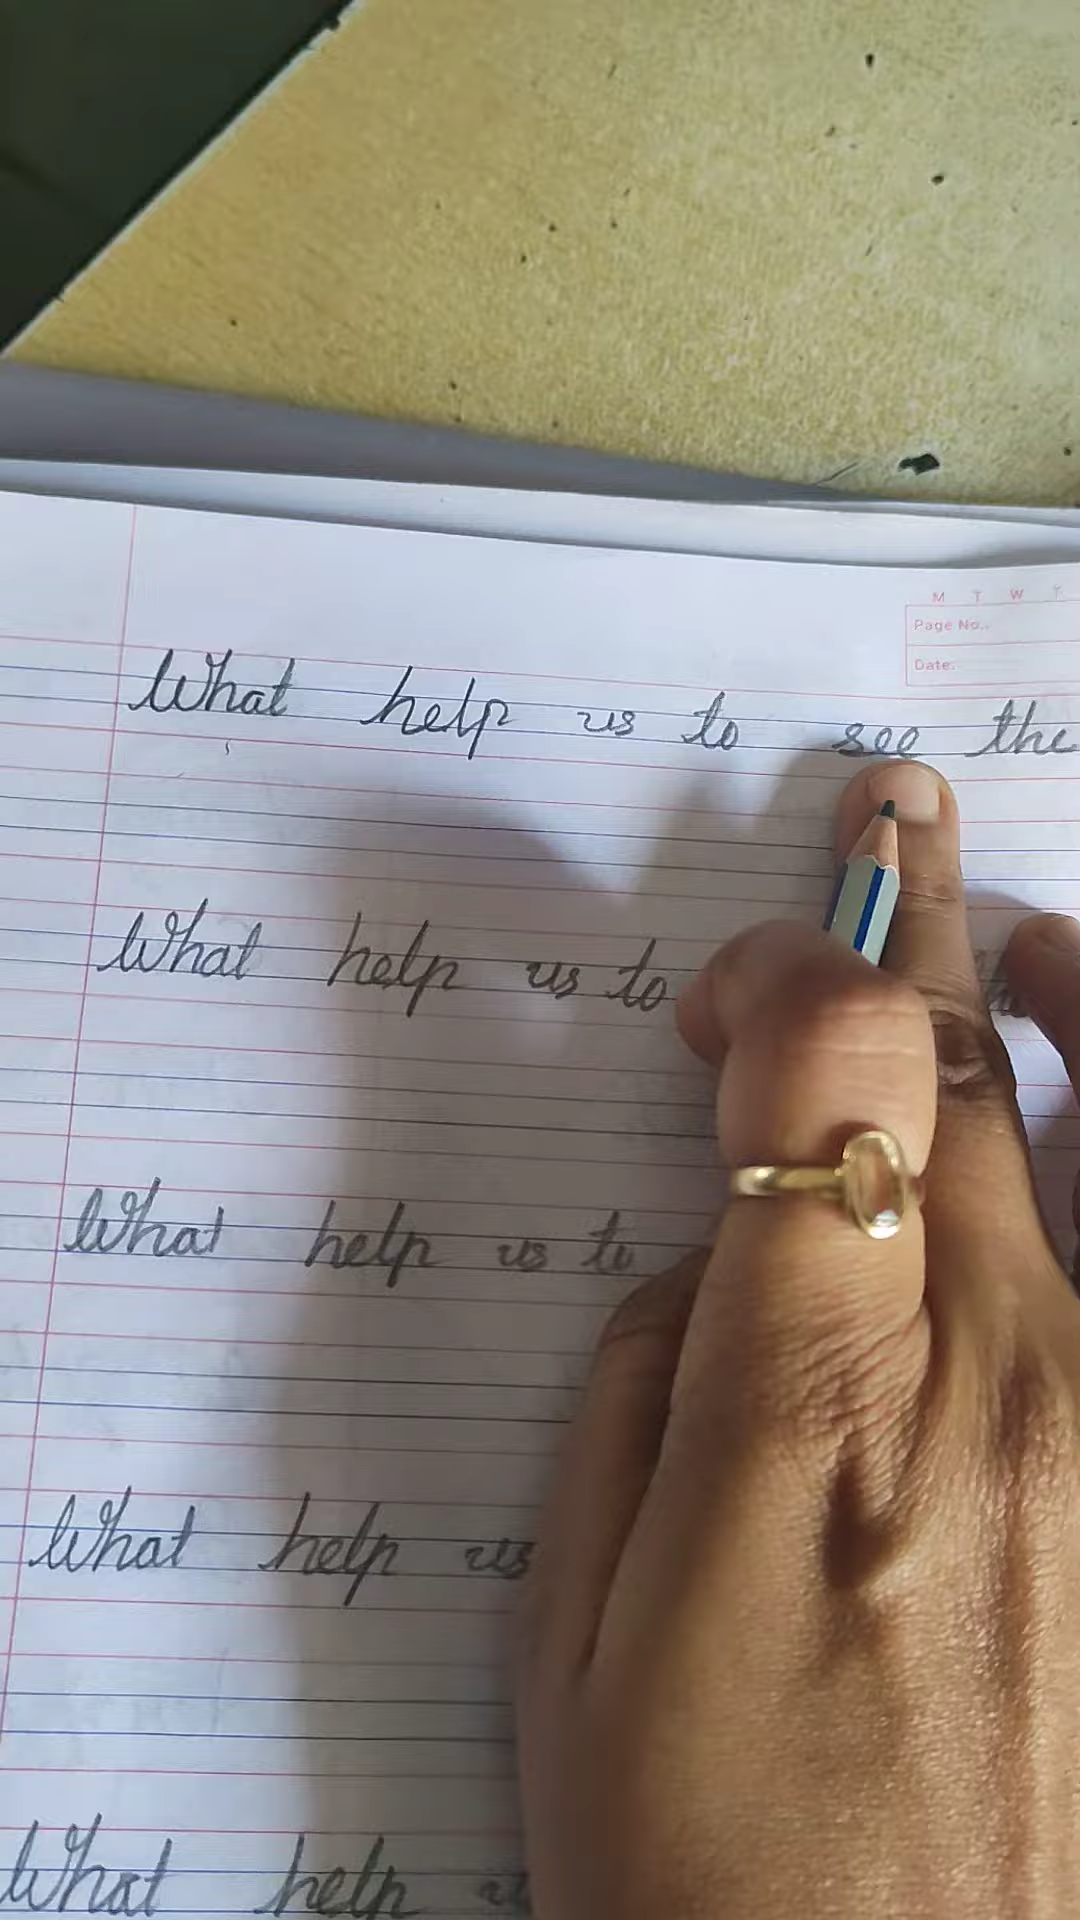 M T W T
Page No..
Date.
What help us to see the
What help us to
What help us to
What help us
What help